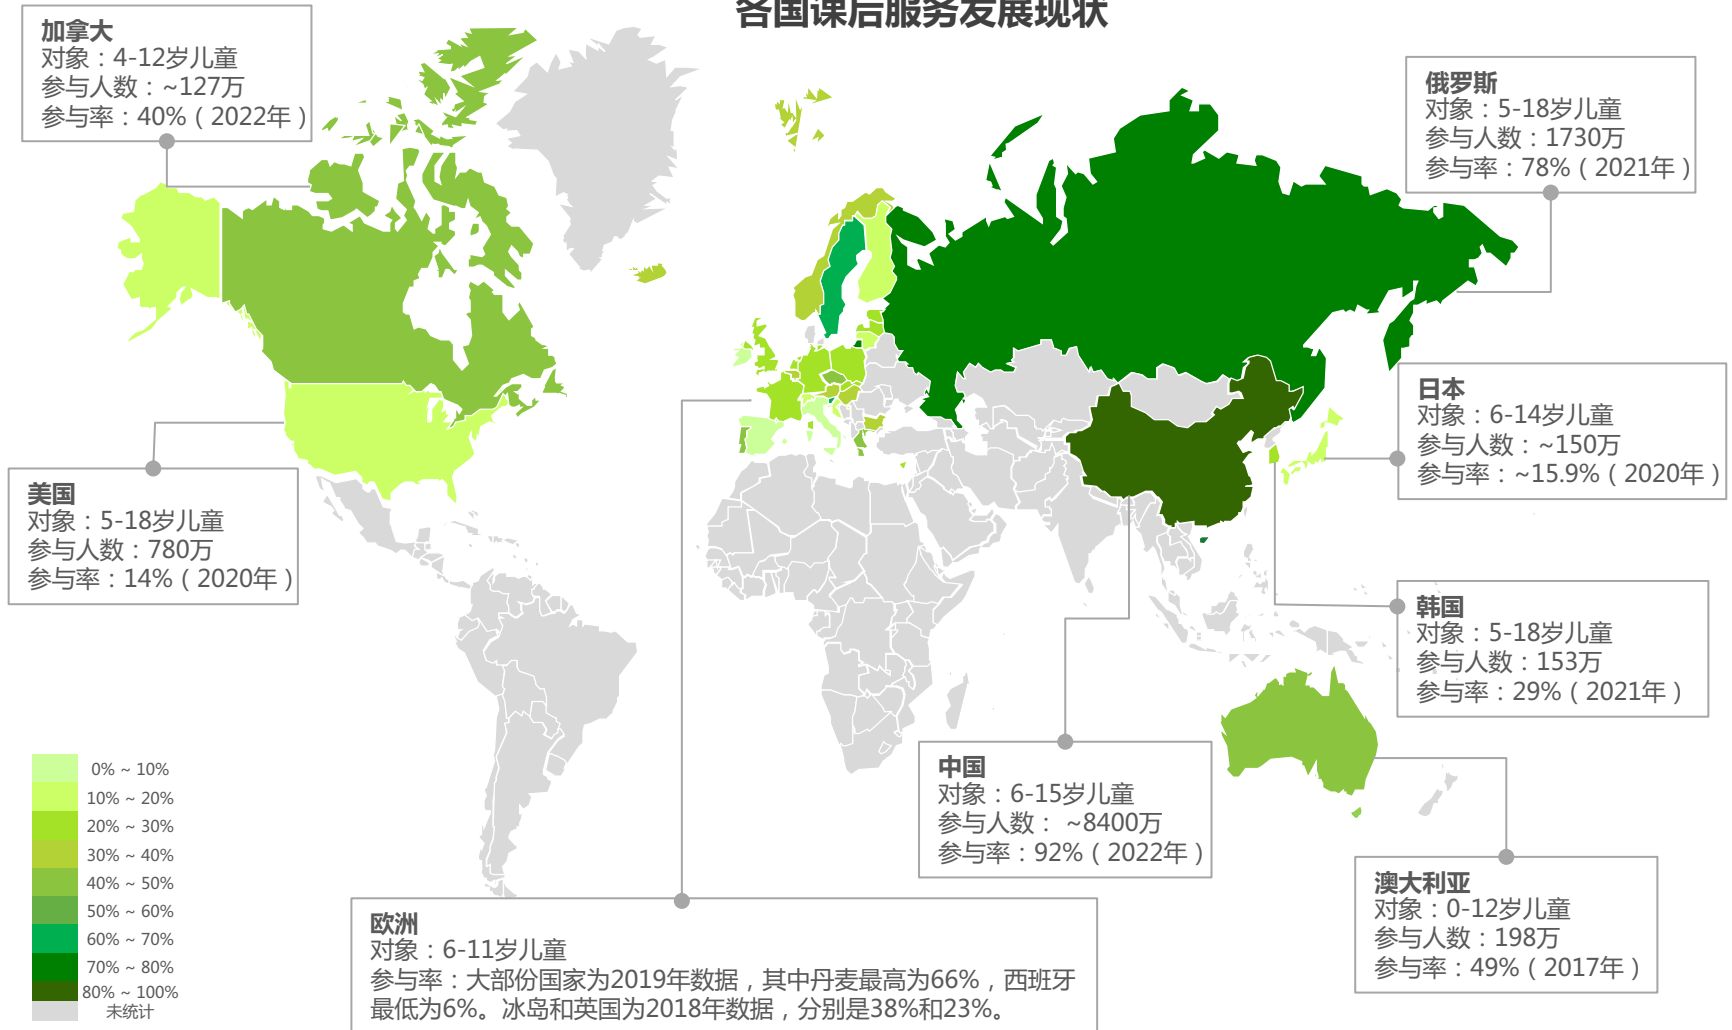 各国课后服务发展现状
加拿大
对象：4-12岁儿童
参与人数：~127万
参与率：40%（2022年）
俄罗斯
对象：5-18岁儿童
参与人数：1730万
参与率：78%（2021年）
日本
对象：6-14岁儿童
参与人数：~150万
参与率：~15.9%（2020年）
美国
对象：5-18岁儿童
参与人数：780万
参与率：14%（2020年）
韩国
对象：5-18岁儿童
参与人数：153万
参与率：29%（2021年）
中国
对象：6-15岁儿童
参与人数： ~8400万
参与率：92%（2022年）
澳大利亚
对象：0-12岁儿童
参与人数：198万
参与率：49%（2017年）
欧洲
对象：6-11岁儿童
参与率：大部份国家为2019年数据，其中丹麦最高为66%，西班牙
最低为6%。冰岛和英国为2018年数据，分别是38%和23%。
0% ~ 10%
10% ~ 20%
20% ~ 30%
30% ~ 40%
40% ~ 50%
50% ~ 60%
60% ~ 70%
70% ~ 80%
80% ~ 100%
未统计